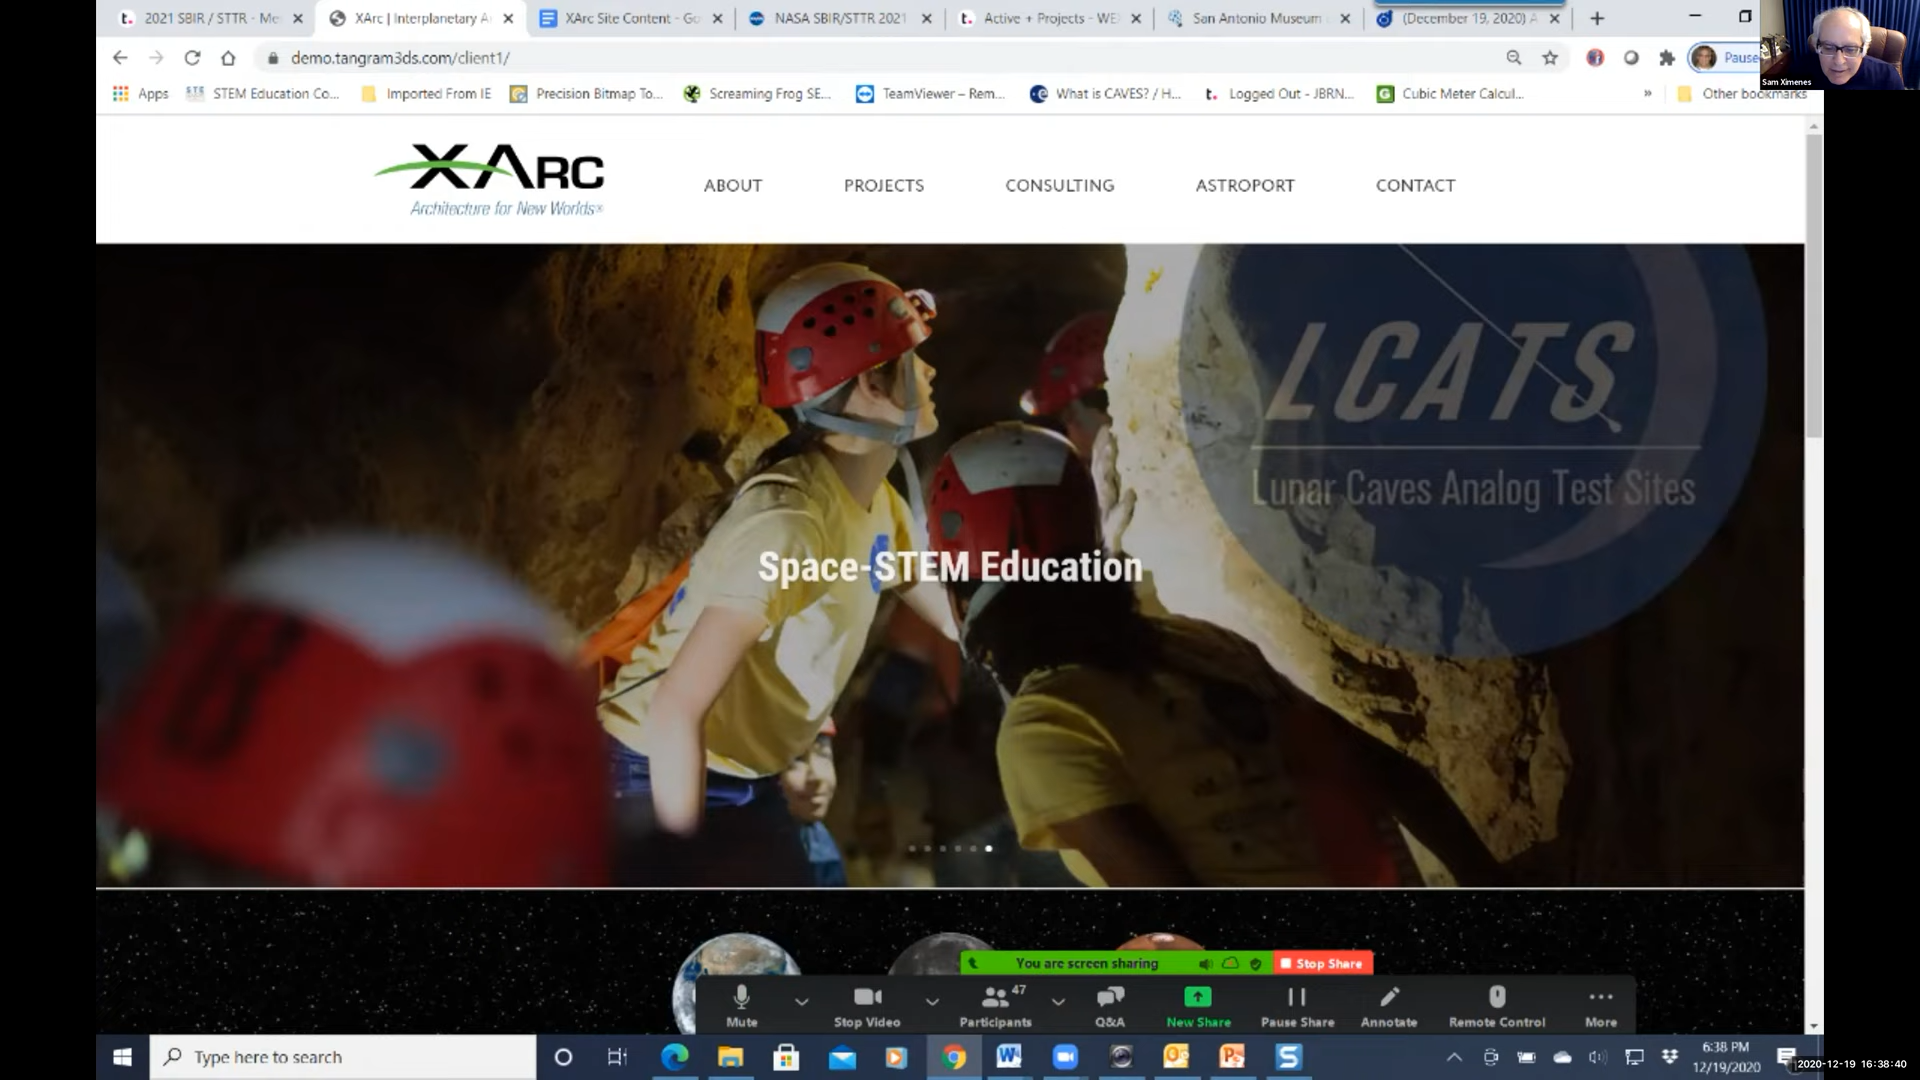 2021 SBIR / STTR - Me
XArc | Interplanetary A
XArc Site Content - Go
NASA SBIR/STTR 2021
Active + Projects - WE
San Antonio Museum
(December 19, 2020) A
demo.tangram3ds.com/client1/
Pause
Sam Ximenes
Apps
STEM Education Co...
Imported From IE
Precision Bitmap To...
Screaming Frog SE...
TeamViewer – Rem...
What is CAVES? / H...
Logged Out - JBRN...
Cubic Meter Calcul...
»
Other bookmarks
XArc
Architecture for New Worlds®
ABOUT
PROJECTS
CONSULTING
ASTROPORT
CONTACT
LCATS
Lunar Caves Analog Test Sites
Space-STEM Education
You are screen sharing
Stop Share
47
Mute
Stop Video
Participants
Q&A
New Share
Pause Share
Annotate
Remote Control
More
Type here to search
6:38 PM
12/19/2020
2020-12-19 16:38:40